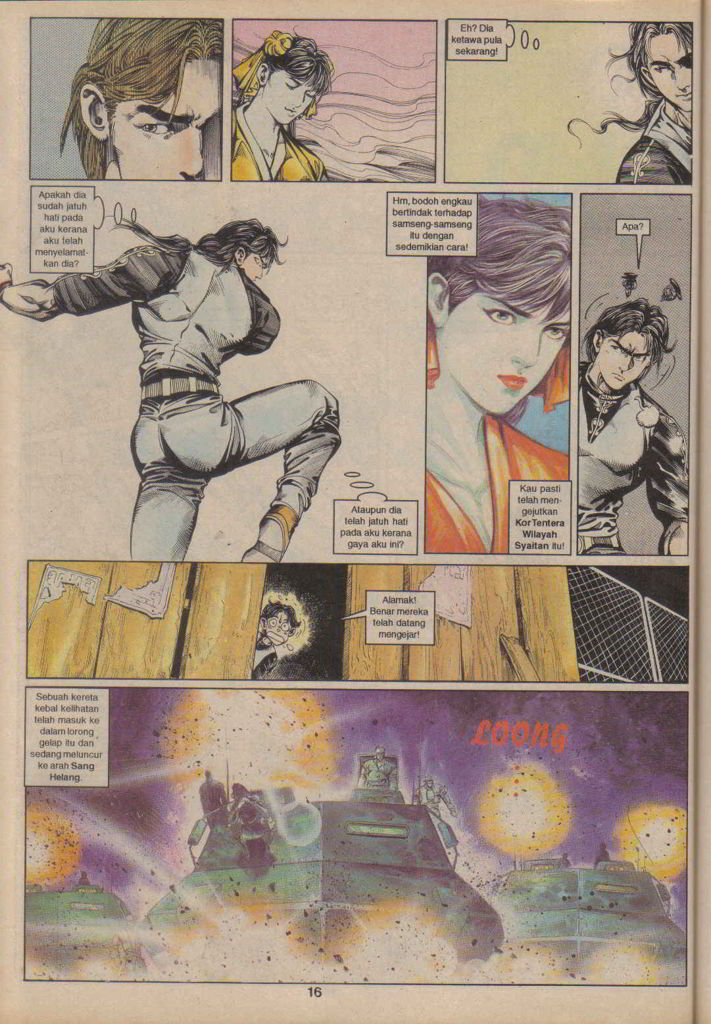 Eh? Dia
ketawa pula
sekarang!
Apakah dia
sudah jatuh
hati pada
aku kerana
aku telah
menyelamat-
kan dia?
Ataupun dia
telah jatuh hati
pada aku kerana
gaya aku ini?
Hm, bodoh engkau
bertindak terhadap
samseng-samseng
itu dengan
sedemikian cara!
Kau pasti
telah men-
gejutkan
Kor Tentera
Wilayah
Syaitan itu!
Apa?
Alamak!
Benar mereka
telah datang
mengejar!
Sebuah kereta
kebal kelihatan
telah masuk ke
dalam lorong
gelap itu dan
sedang meluncur
ke arah Sang
Helang.
LOONG
16